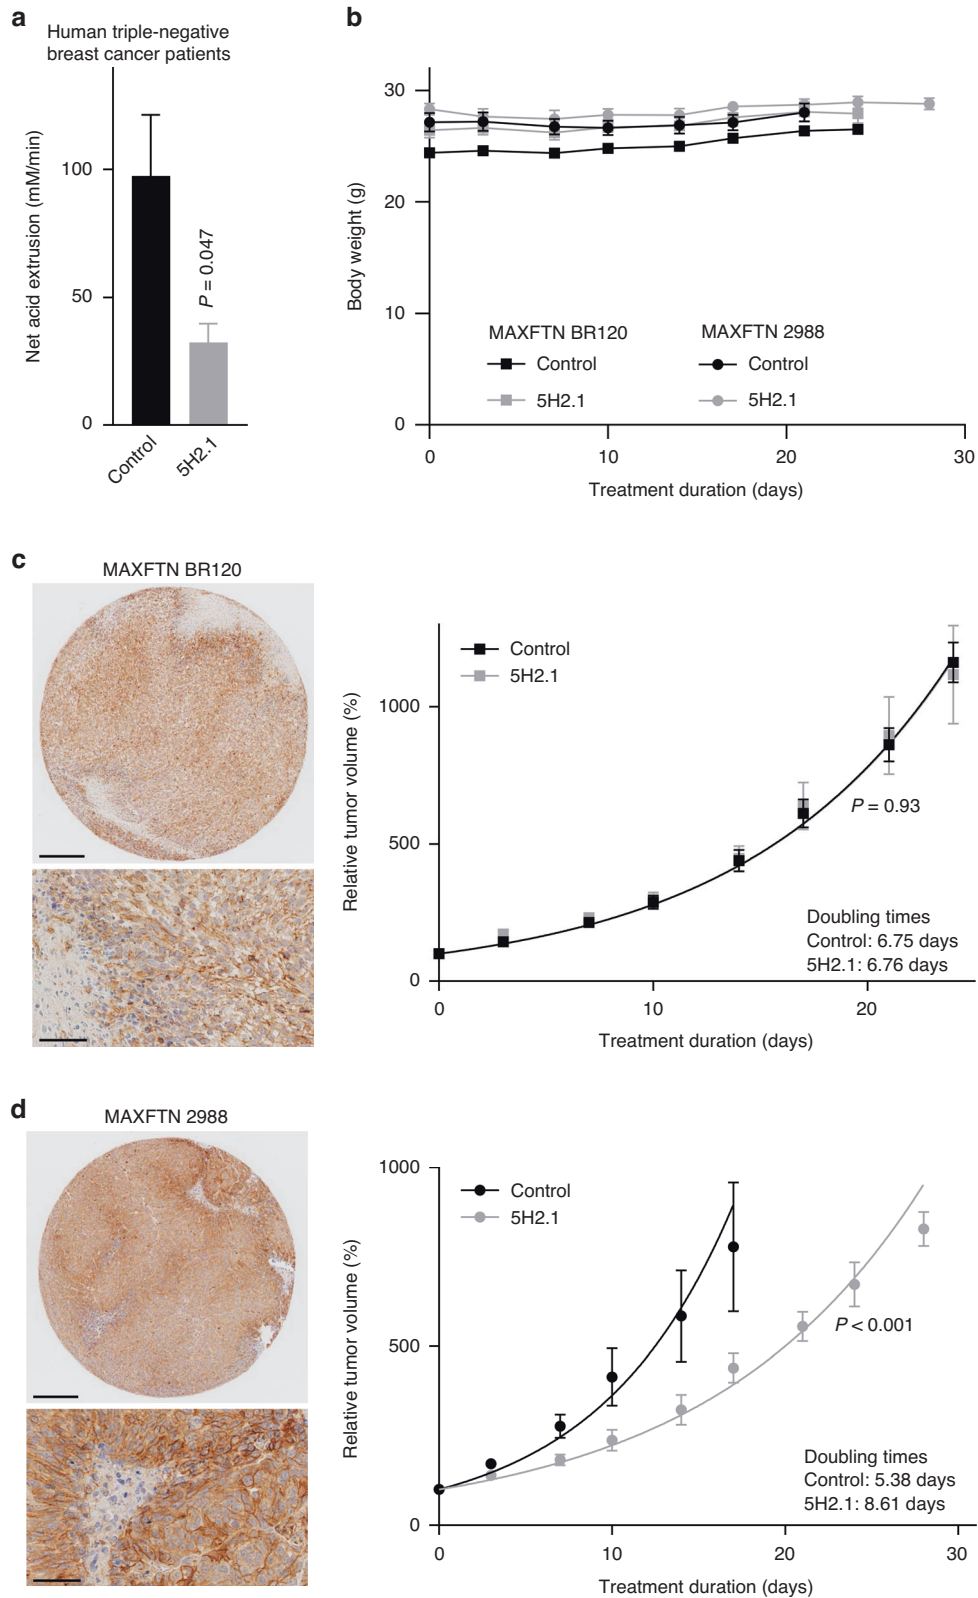 a
Human triple-negative
breast cancer patients
Net acid extrusion (mM/min)
100
50
0
P = 0.047
Control
5H2.1
b
Body weight (g)
30
20
10
0
MAXFTN BR120
Control
5H2.1
MAXFTN 2988
Control
5H2.1
0 10 20 30
Treatment duration (days)
c
MAXFTN BR120
Relative tumor volume (%)
1000
500
0
Control
5H2.1
P = 0.93
Doubling times
Control: 6.75 days
5H2.1: 6.76 days
0 10 20
Treatment duration (days)
d
MAXFTN 2988
Relative tumor volume (%)
1000
500
0
Control
5H2.1
P < 0.001
Doubling times
Control: 5.38 days
5H2.1: 8.61 days
0 10 20 30
Treatment duration (days)